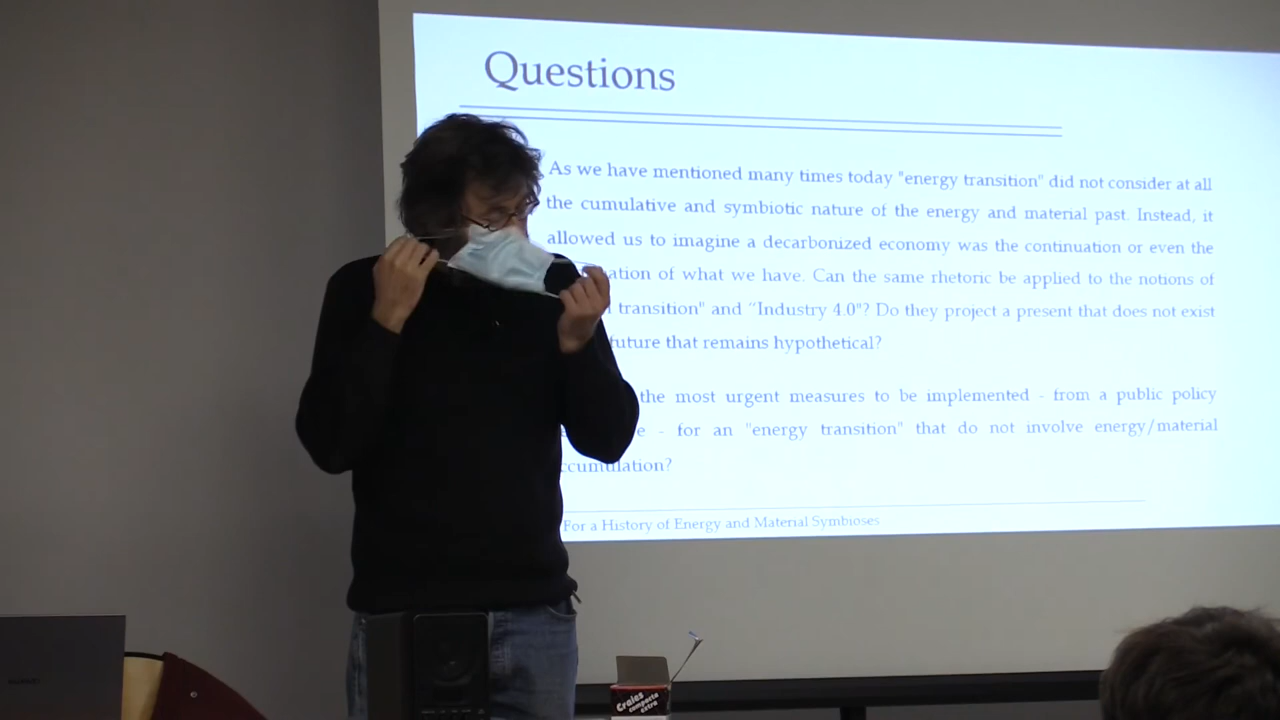 Questions
As we have mentioned many times today "energy transition" did not consider at all
the cumulative and symbiotic nature of the energy and material past. Instead, it
allowed us to imagine a decarbonized economy was the continuation or even the
of what we have. Can the same rhetoric be applied to the notions of
transition" and “Industry 4.0"? Do they project a present that does not exist
future that remains hypothetical?
the most urgent measures to be implemented - from a public policy
- for an "energy transition" that do not involve energy/material
ccumulation?
For a History of Energy and Material Symbioses
Craies
compacte
extra